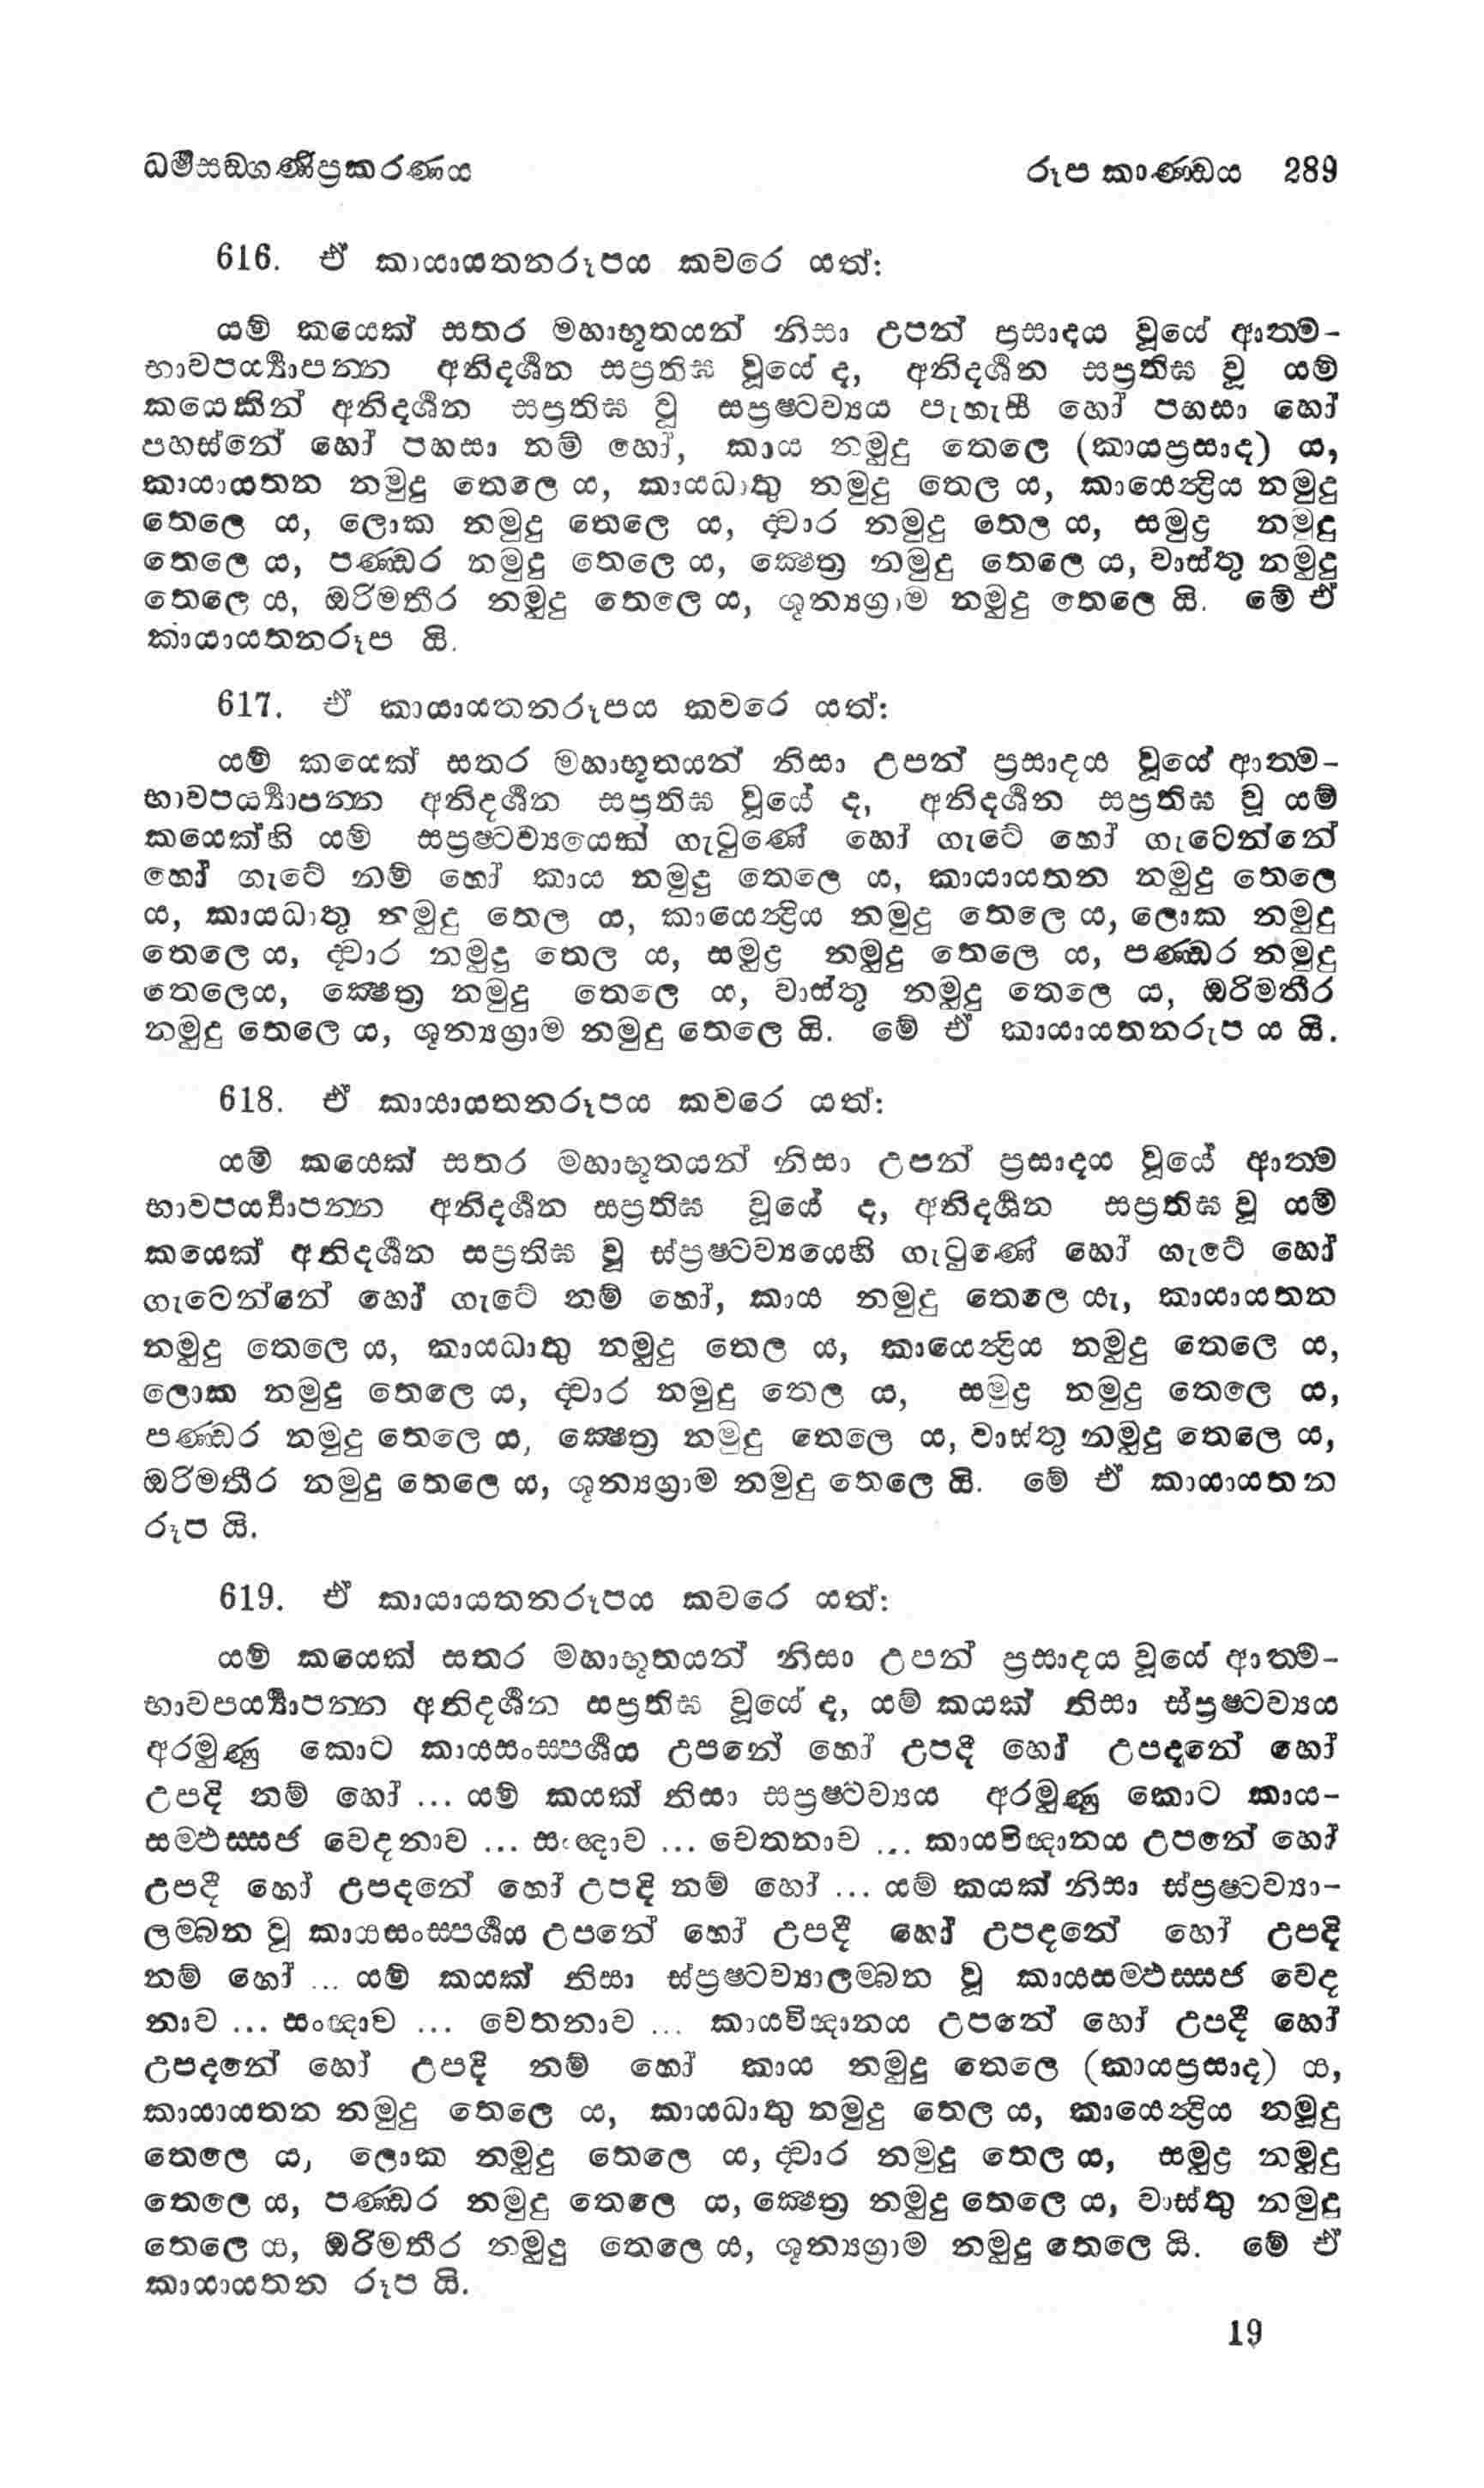 ධර්‍මසඞ්ගණිප්‍රකරණය රූප කාණ්ඩය 289
616. ඒ කායායතනරූපය කවරේ යත්:
යම් කයෙක් සතර මහාභූතයන් නිසා උපන් ප්‍රසාදය වූයේ ආත්ම-
භාවපර්‍ය්‍යාපන්න අනිදර්‍ශන සප්‍රතිඝ වූයේ ද, අනිදර්‍ශන සප්‍රතිඝ වූ යම්
කයෙකින් අනිදර්‍ශන සප්‍රතිඝ වූ ස්ප්‍රෂ්ටව්‍යය පැහැසී හෝ පහසා හෝ
පහස්නේ හෝ පහසා නම් හෝ, කාය නමුදු තෙලෙ (කායප්‍රසාද) ය,
කායායතන නමුදු තෙලෙ ය, කායධාතු නමුදු තෙල ය, කායෙන්ද්‍රිය නමුදු
තෙලෙ ය, ලොක නමුදු තෙලෙ ය, ද්වාර නමුදු තෙල ය, සමුද්‍ර නමුදු
තෙලෙ ය, පණ්ඩර නමුදු තෙලෙ ය, ක්‍ෂෙත්‍ර නමුදු තෙලෙ ය, වාස්තු නමුදු
තෙලෙ ය, ඔරිමතීර නමුදු තෙලෙ ය, ශූන්‍යග්‍රාම නමුදු තෙලෙ යි. මේ ඒ
කායායතනරූප යි.
617. ඒ කායායතනරූපය කවරේ යත්:
යම් කයෙක් සතර මහාභූතයන් නිසා උපන් ප්‍රසාදය වූයේ ආත්ම-
භාවපර්‍ය්‍යාපන්න අනිදර්‍ශන සප්‍රතිඝ වූයේ ද, අනිදර්‍ශන සප්‍රතිඝ වූ යම්
කයෙක්හි යම් ස්ප්‍රෂ්ටව්‍යයෙක් ගැටුණේ හෝ ගැටේ හෝ ගැටෙන්නේ
හෝ ගැටේ නම් හෝ කාය නමුදු තෙලෙ ය, කායායතන නමුදු තෙලෙ
ය, කායධාතු නමුදු තෙල ය, කායෙන්ද්‍රිය නමුදු තෙලෙ ය, ලොක නමුදු
තෙලෙ ය, ද්වාර නමුදු තෙල ය, සමුද්‍ර නමුදු තෙලෙ ය, පණ්ඩර නමුදු
තෙලෙය, ක්‍ෂෙත්‍ර නමුදු තෙලෙ ය, වාස්තු නමුදු තෙලෙ ය, ඔරිමතීර
නමුදු තෙලෙ ය, ශූන්‍යග්‍රාම නමුදු තෙලෙ යි. මේ ඒ කායායතනරූප ය යි.
618. ඒ කායායතනරූපය කවරේ යත්:
යම් කයෙක් සතර මහාභූතයන් නිසා උපන් ප්‍රසාදය වූයේ ආත්ම
භාවපර්‍ය්‍යාපන්න අනිදර්‍ශන සප්‍රතිඝ වූයේ ද, අනිදර්‍ශන සප්‍රතිඝ වූ යම්
කයෙක් අනිදර්‍ශන සප්‍රතිඝ වූ ස්ප්‍රෂ්ටව්‍යයෙහි ගැටුණේ හෝ ගැටේ හෝ
ගැටෙන්නේ හෝ ගැටේ නම් හෝ, කාය නමුදු තෙලෙ යැ, කායායතන
නමුදු තෙලෙ ය, කායධාතු නමුදු තෙල ය, කායෙන්ද්‍රිය නමුදු තෙලෙ ය,
ලොක නමුදු තෙලෙ ය, ද්වාර නමුදු තෙල ය, සමුද්‍ර නමුදු තෙලෙ ය,
පණ්ඩර නමුදු තෙලෙ ය, ක්‍ෂෙත්‍ර නමුදු තෙලෙ ය, වාස්තු නමුදු තෙලෙ ය,
ඔරිමතීර නමුදු තෙලෙ ය, ශූන්‍යග්‍රාම නමුදු තෙලෙ යි. මේ ඒ කායායතන
රූප යි.
619. ඒ කායායතනරූපය කවරේ යත්:
යම් කයෙක් සතර මහාභූතයන් නිසා උපන් ප්‍රසාදය වූයේ ආත්ම-
භාවපර්‍ය්‍යාපන්න අනිදර්‍ශන සප්‍රතිඝ වූයේ ද, යම් කයක් නිසා ස්ප්‍රෂ්ටව්‍යය
අරමුණු කොට කායසංස්පර්‍ශය උපනේ හෝ උපදී හෝ උපදනේ හෝ
උපදි නම් හෝ ... යම් කයක් නිසා ස්ප්‍රෂ්ටව්‍යය අරමුණු කොට කාය-
සම්ඵස්සජ වේදනාව ... සංඥාව ... චේතනාව ... කායවිඥානය උපනේ හෝ
උපදී හෝ උපදනේ හෝ උපදි නම් හෝ ... යම් කයක් නිසා ස්ප්‍රෂ්ටව්‍යා-
ලම්බන වූ කායසංස්පර්‍ශය උපනේ හෝ උපදී හෝ උපදනේ හෝ උපදි
නම් හෝ ... යම් කයක් නිසා ස්ප්‍රෂ්ටව්‍යාලම්බන වූ කායසම්ඵස්සජ වේද
නාව ... සංඥාව ... චේතනාව ... කායවිඥානය උපනේ හෝ උපදී හෝ
උපදනේ හෝ උපදි නම් හෝ කාය නමුදු තෙලෙ (කායප්‍රසාද) ය,
කායායතන නමුදු තෙලෙ ය, කායධාතු නමුදු තෙල ය, කායෙන්ද්‍රිය නමුදු
තෙලෙ ය, ලොක නමුදු තෙලෙ ය, ද්වාර නමුදු තෙල ය, සමුද්‍ර නමුදු
තෙලෙ ය, පණ්ඩර නමුදු තෙලෙ ය, ක්‍ෂෙත්‍ර නමුදු තෙලෙ ය, වාස්තු නමුදු
තෙලෙ ය, ඔරිමතීර නමුදු තෙලෙ ය, ශූන්‍යග්‍රාම නමුදු තෙලෙ යි. මේ ඒ
කායායතන රූප යි.
19